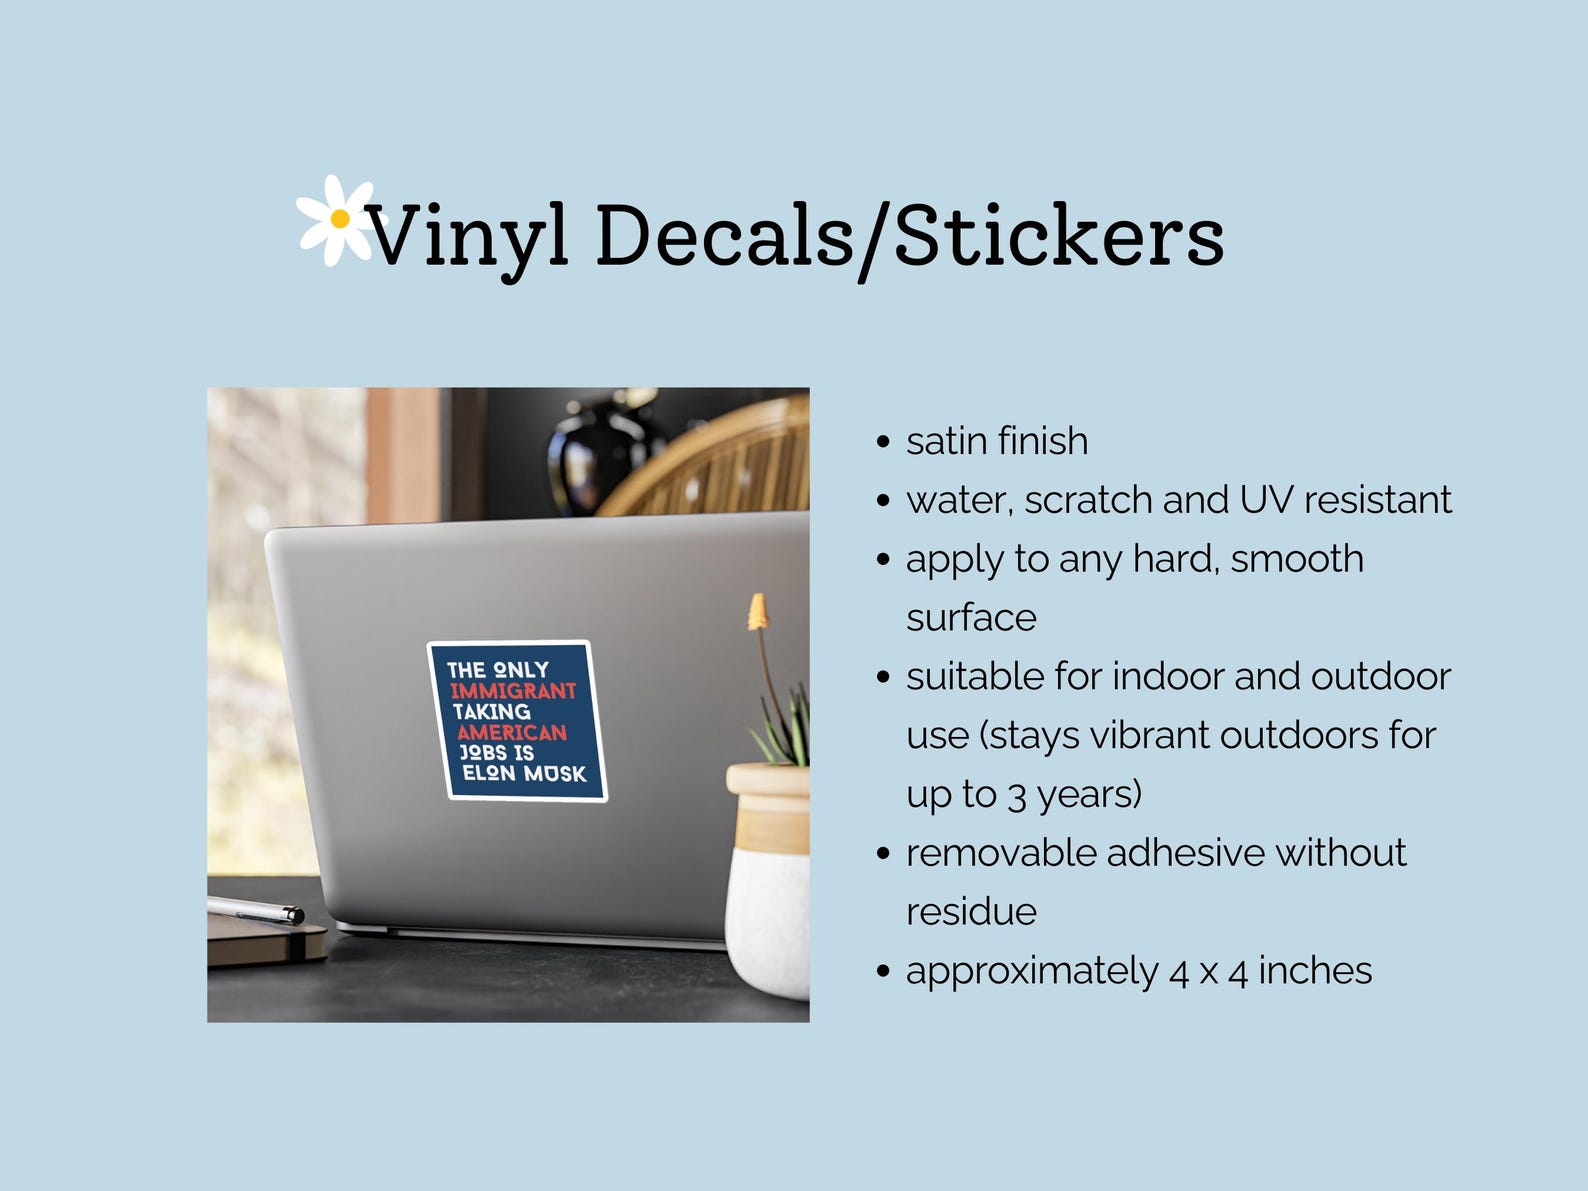 Vinyl Decals/Stickers
THE ONLY
IMMIGRANT
TAKING
AMERICAN
JOBS IS
ELON MUSK
• satin finish
• water, scratch and UV resistant
• apply to any hard, smooth
surface
• suitable for indoor and outdoor
use (stays vibrant outdoors for
up to 3 years)
• removable adhesive without
residue
• approximately 4 x 4 inches